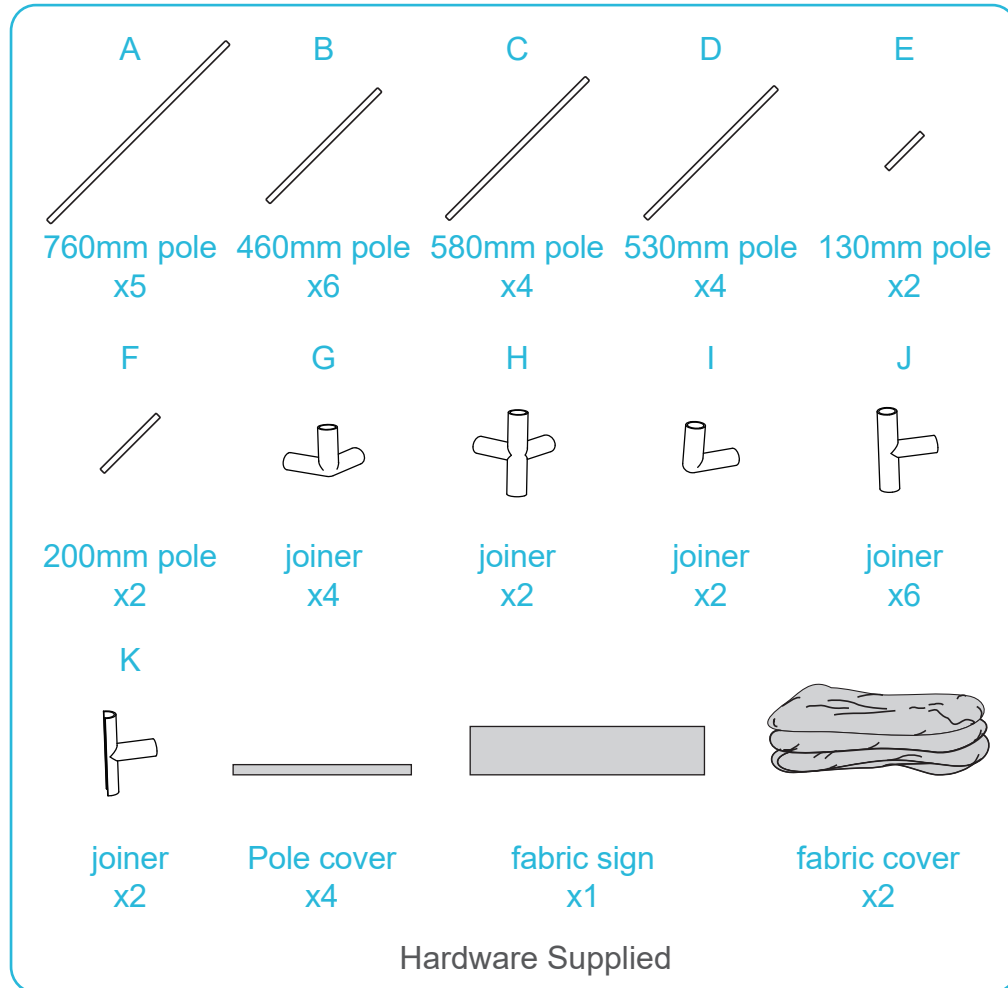 A B C D E
760mm pole 460mm pole 580mm pole 530mm pole 130mm pole
x5 x6 x4 x4 x2
F G H I J
200mm pole joiner joiner joiner joiner
x2 x4 x2 x2 x6
K
joiner Pole cover fabric sign fabric cover
x2 x4 x1 x2
Hardware Supplied